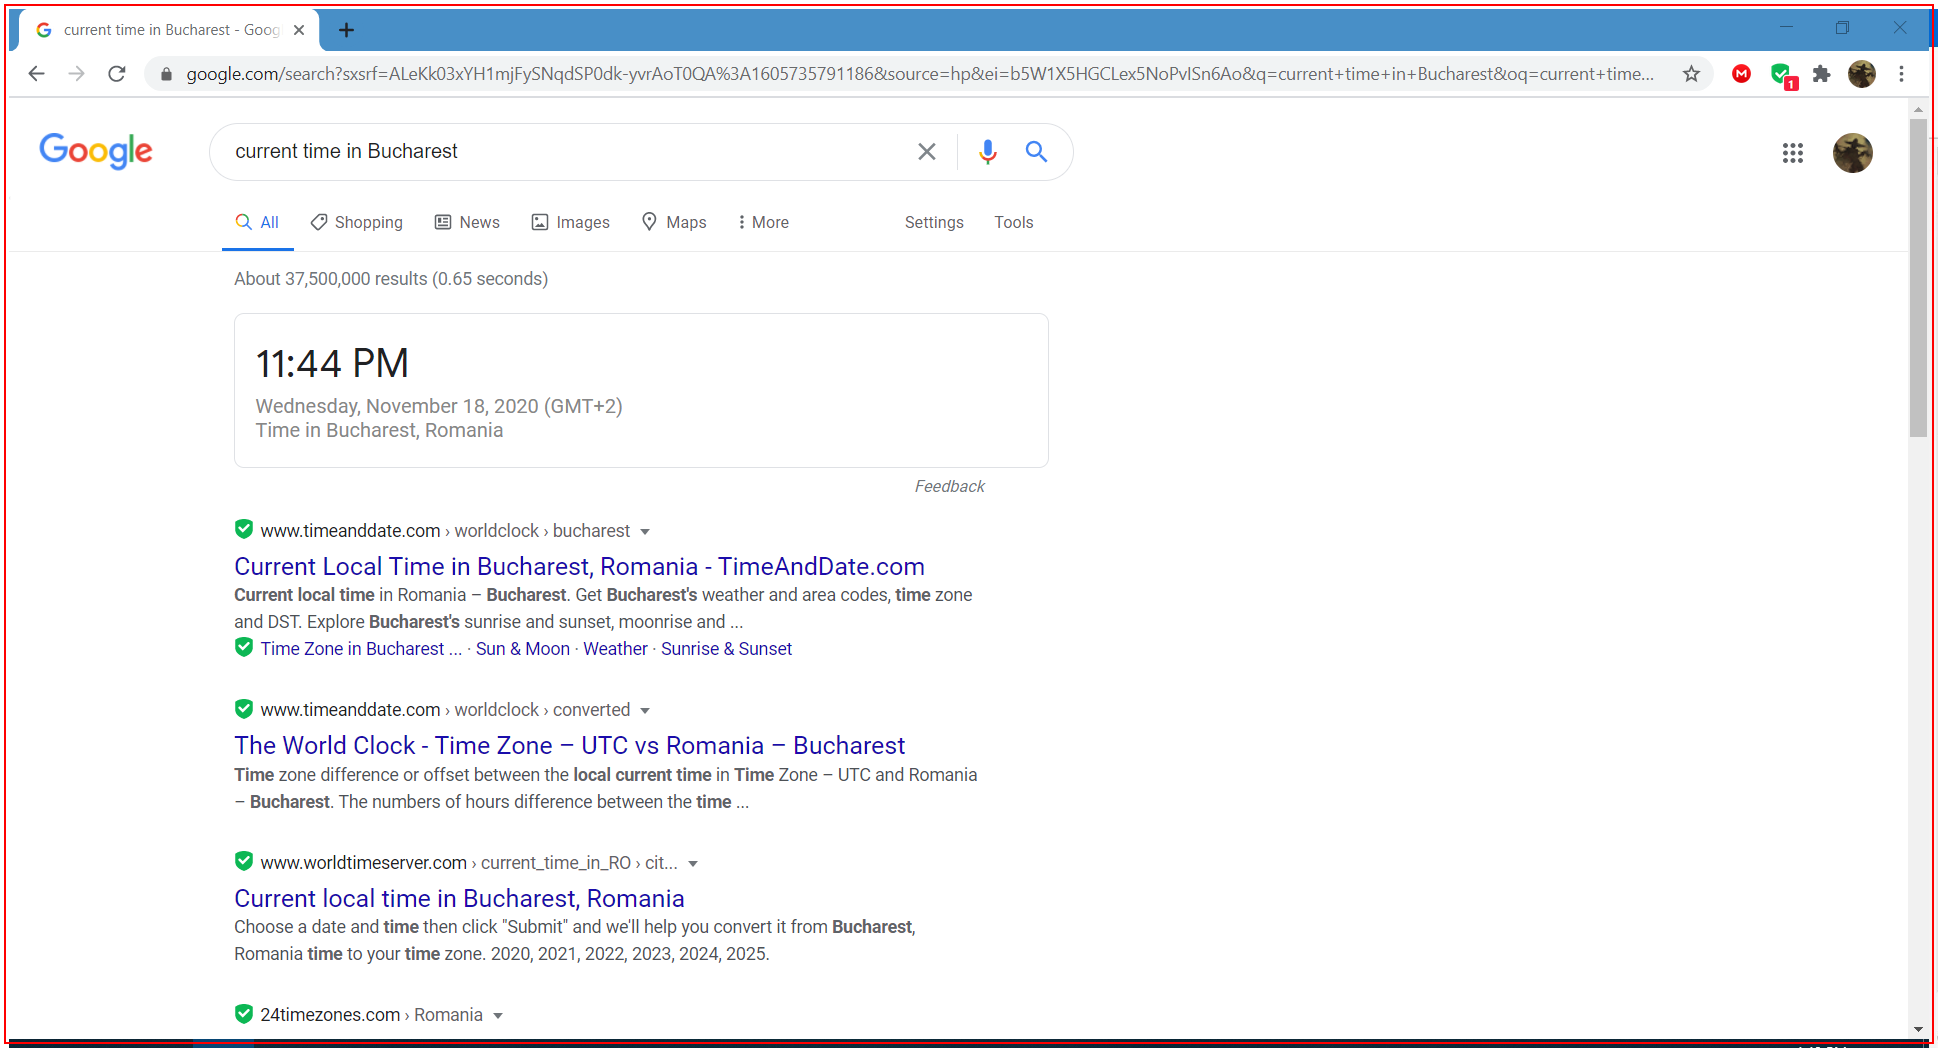 current time in Bucharest - Goog
google.com/search?sxsrf=ALeKk03xYH1mjFySNqdSP0dk-yvrAoT0QA%3A1605735791186&source=hp&ei=b5W1X5HGCLex5NoPvISn6Ao&q=current+time+in+Bucharest&oq=current+time...
M
1
Google
current time in Bucharest
All Shopping News Images Maps More Settings Tools
About 37,500,000 results (0.65 seconds)
11:44 PM
Wednesday, November 18, 2020 (GMT+2)
Time in Bucharest, Romania
Feedback
www.timeanddate.com › worldclock › bucharest
Current Local Time in Bucharest, Romania - TimeAndDate.com
Current local time in Romania – Bucharest. Get Bucharest's weather and area codes, time zone
and DST. Explore Bucharest's sunrise and sunset, moonrise and ...
Time Zone in Bucharest ... · Sun & Moon · Weather · Sunrise & Sunset
www.timeanddate.com › worldclock › converted
The World Clock - Time Zone – UTC vs Romania – Bucharest
Time zone difference or offset between the local current time in Time Zone – UTC and Romania
– Bucharest. The numbers of hours difference between the time ...
www.worldtimeserver.com › current_time_in_RO › cit...
Current local time in Bucharest, Romania
Choose a date and time then click "Submit" and we'll help you convert it from Bucharest,
Romania time to your time zone. 2020, 2021, 2022, 2023, 2024, 2025.
24timezones.com › Romania